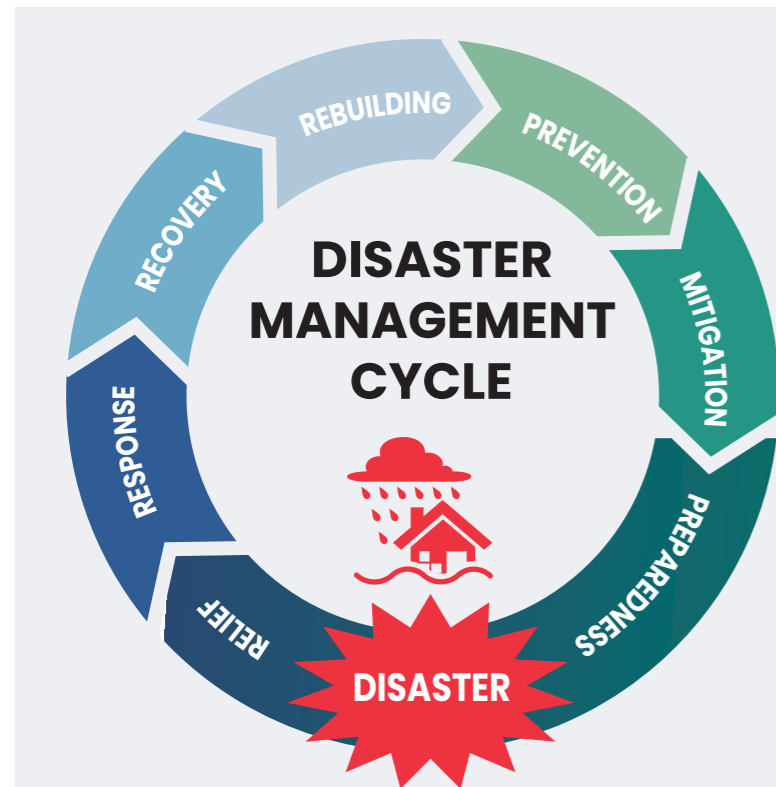 DISASTER
MANAGEMENT
CYCLE
REBUILDING
PREVENTION
MITIGATION
PREPAREDNESS
DISASTER
RELIEF
RESPONSE
RECOVERY